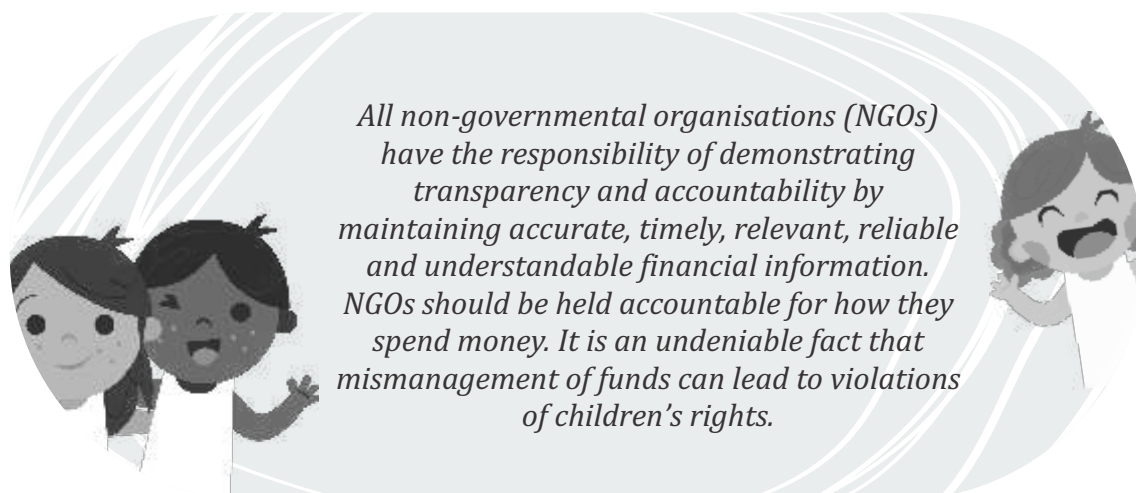 All non-governmental organisations (NGOs)
have the responsibility of demonstrating
transparency and accountability by
maintaining accurate, timely, relevant, reliable
and understandable financial information.
NGOs should be held accountable for how they
spend money. It is an undeniable fact that
mismanagement of funds can lead to violations
of children’s rights.